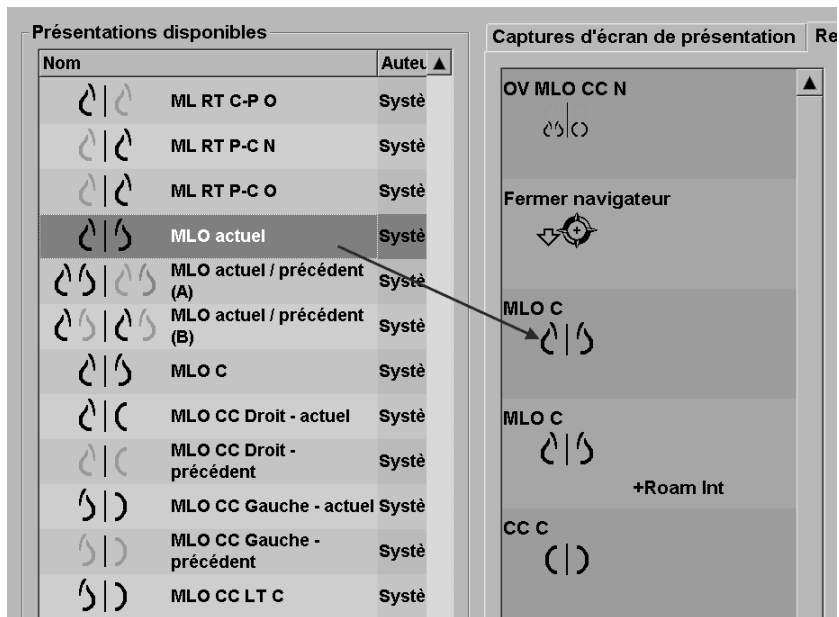 Présentations disponibles
Nom
Auteu
ML RT C-P O
Systè
ML RT P-C N
Systè
ML RT P-C O
Systè
MLO actuel
Systè
MLO actuel / précédent
(A)
Systè
MLO actuel / précédent
(B)
Systè
MLO C
Systè
MLO CC Droit - actuel
Systè
MLO CC Droit -
précédent
Systè
MLO CC Gauche - actuel
Systè
MLO CC Gauche -
précédent
Systè
MLO CC LT C
Systè
Captures d'écran de présentation
Re
OV MLO CC N
Fermer navigateur
MLO C
MLO C
+Roam Int
CC C